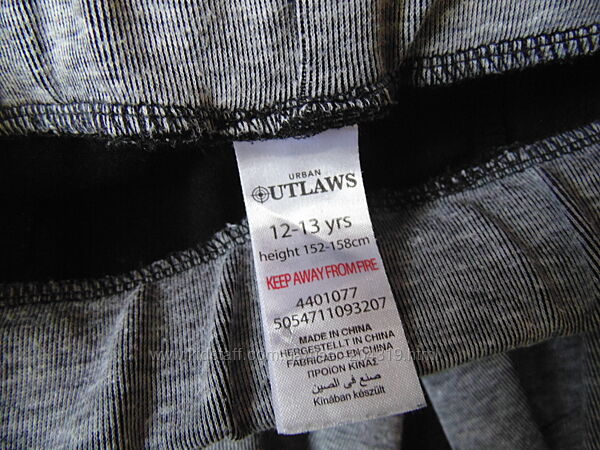 URBAN
OUTLAWS
12-13 yrs
height 152-158cm
KEEP AWAY FROM FIRE
4401077
5054711093207
MADE IN CHINA
HERGESTELLT IN CHINA
FABRICADO EN CHINA
ΠΡΟΪΟΝ ΚΙΝΑΣ
صنع في الصين
Kínában készült